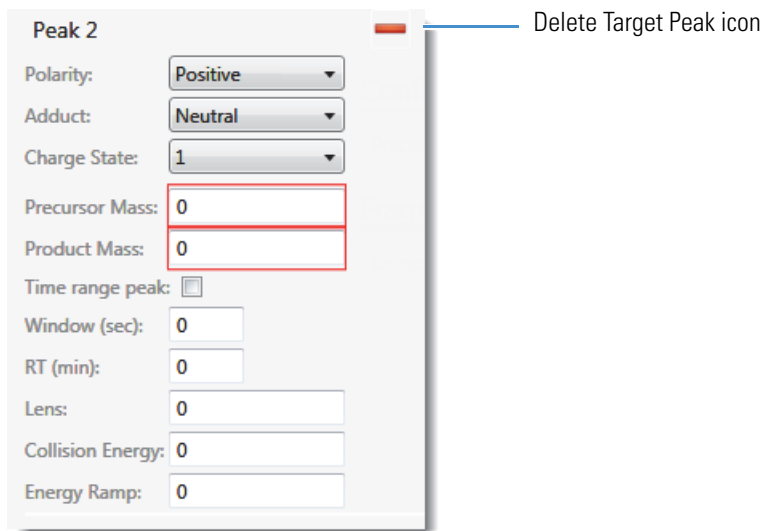 Peak 2
Delete Target Peak icon
Polarity: Positive
Adduct: Neutral
Charge State: 1
Precursor Mass: 0
Product Mass: 0
Time range peak:
Window (sec): 0
RT (min): 0
Lens: 0
Collision Energy: 0
Energy Ramp: 0